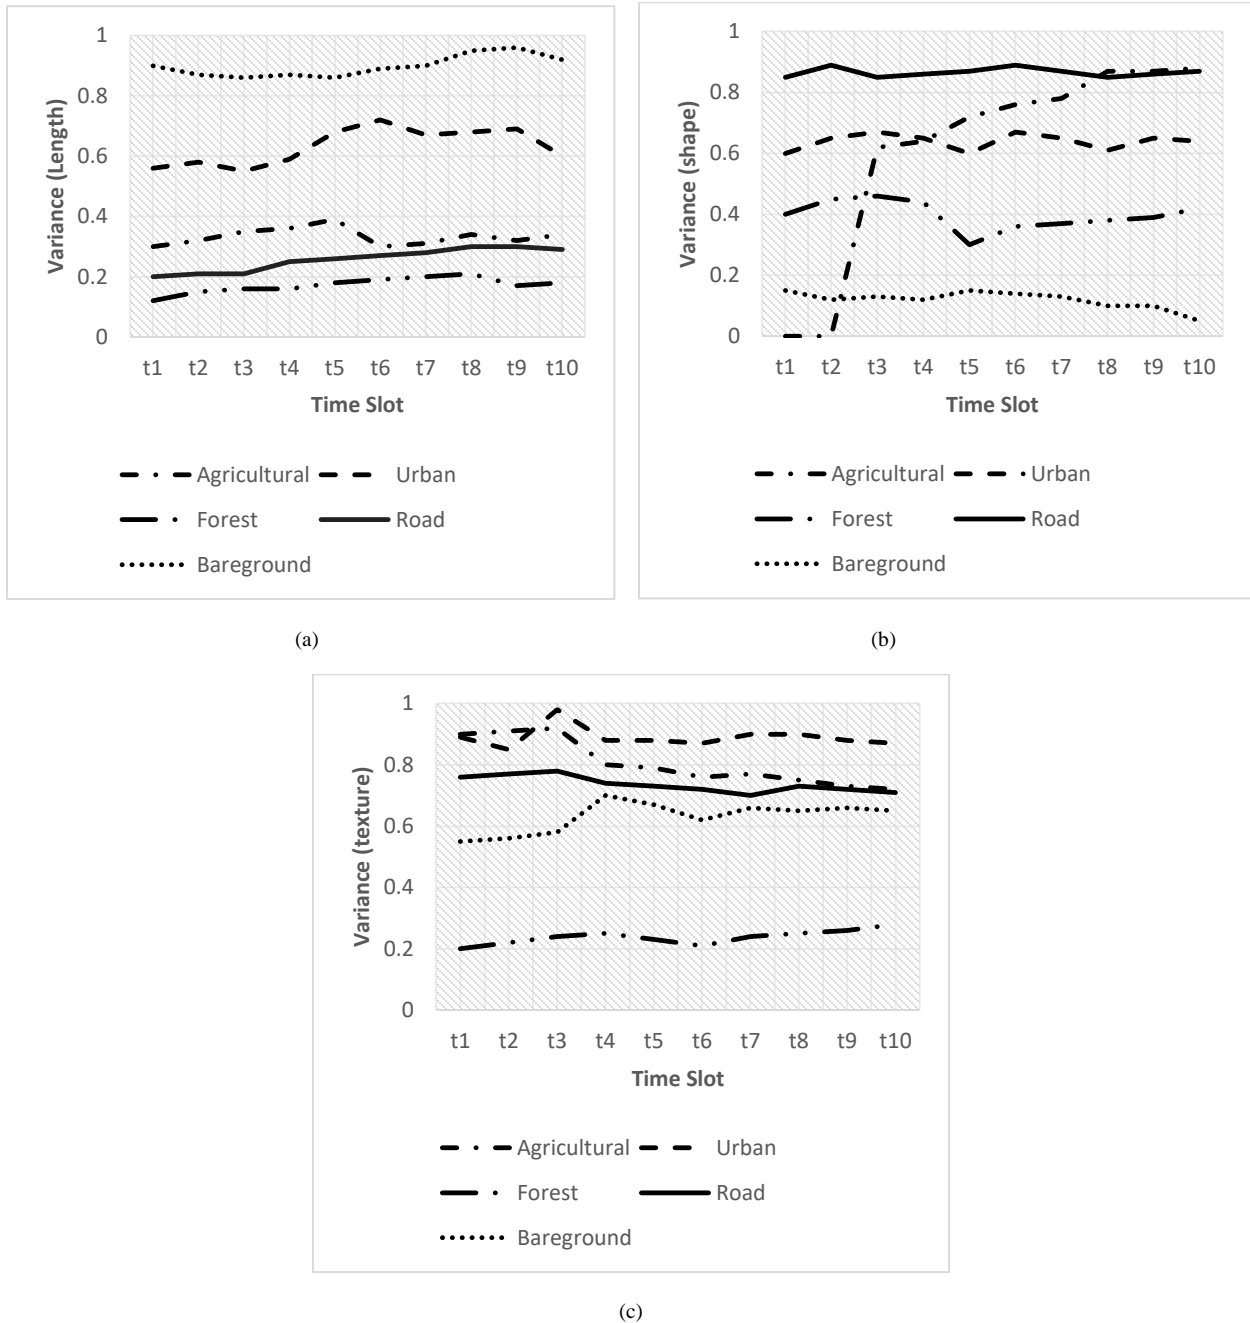 1
0.8
0.6
0.4
0.2
0
Variance (Length)
t1 t2 t3 t4 t5 t6 t7 t8 t9 t10
Time Slot
Agricultural Urban
Forest Road
Bareground
(a)
1
0.8
0.6
0.4
0.2
0
Variance (shape)
t1 t2 t3 t4 t5 t6 t7 t8 t9 t10
Time Slot
Agricultural Urban
Forest Road
Bareground
(b)
1
0.8
0.6
0.4
0.2
0
Variance (texture)
t1 t2 t3 t4 t5 t6 t7 t8 t9 t10
Time Slot
Agricultural Urban
Forest Road
Bareground
(c)